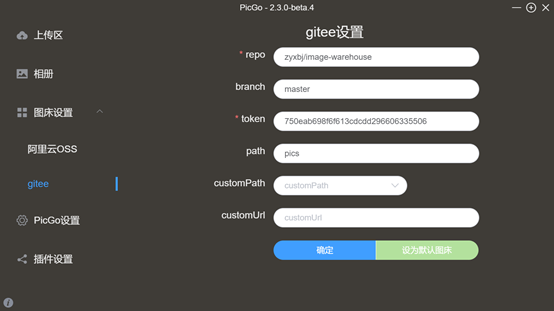 PicGo - 2.3.0-beta.4
上传区
相册
图床设置
阿里云OSS
gitee
PicGo设置
插件设置
gitee设置
* repo zyxbj/image-warehouse
branch master
* token 750eab698f6f613cdcdd296606335506
path pics
customPath customPath
customUrl customUrl
确定 设为默认图床